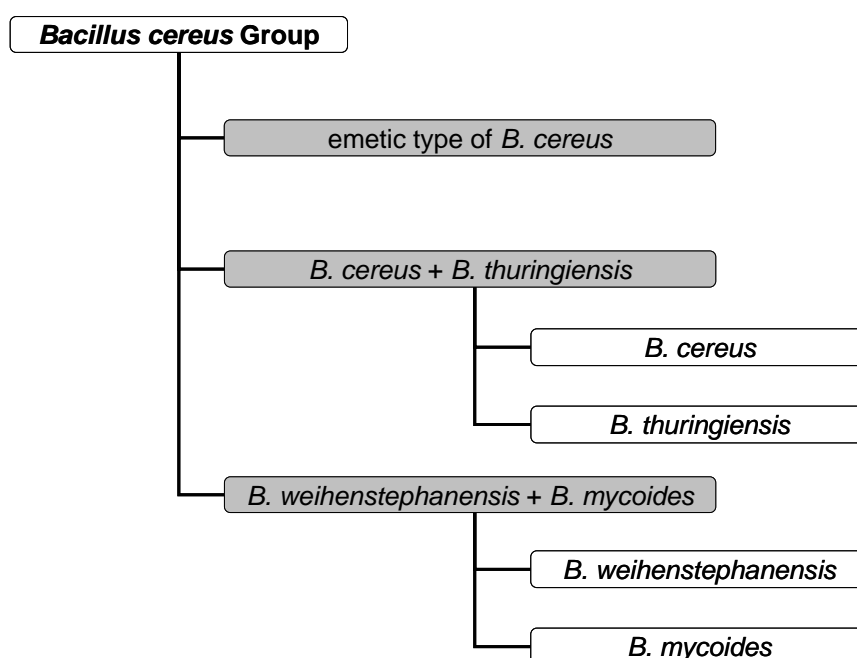 Bacillus cereus Group
emetic type of B. cereus
B. cereus + B. thuringiensis
B. cereus
B. thuringiensis
B. weihenstephanensis + B. mycoides
B. weihenstephanensis
B. mycoides